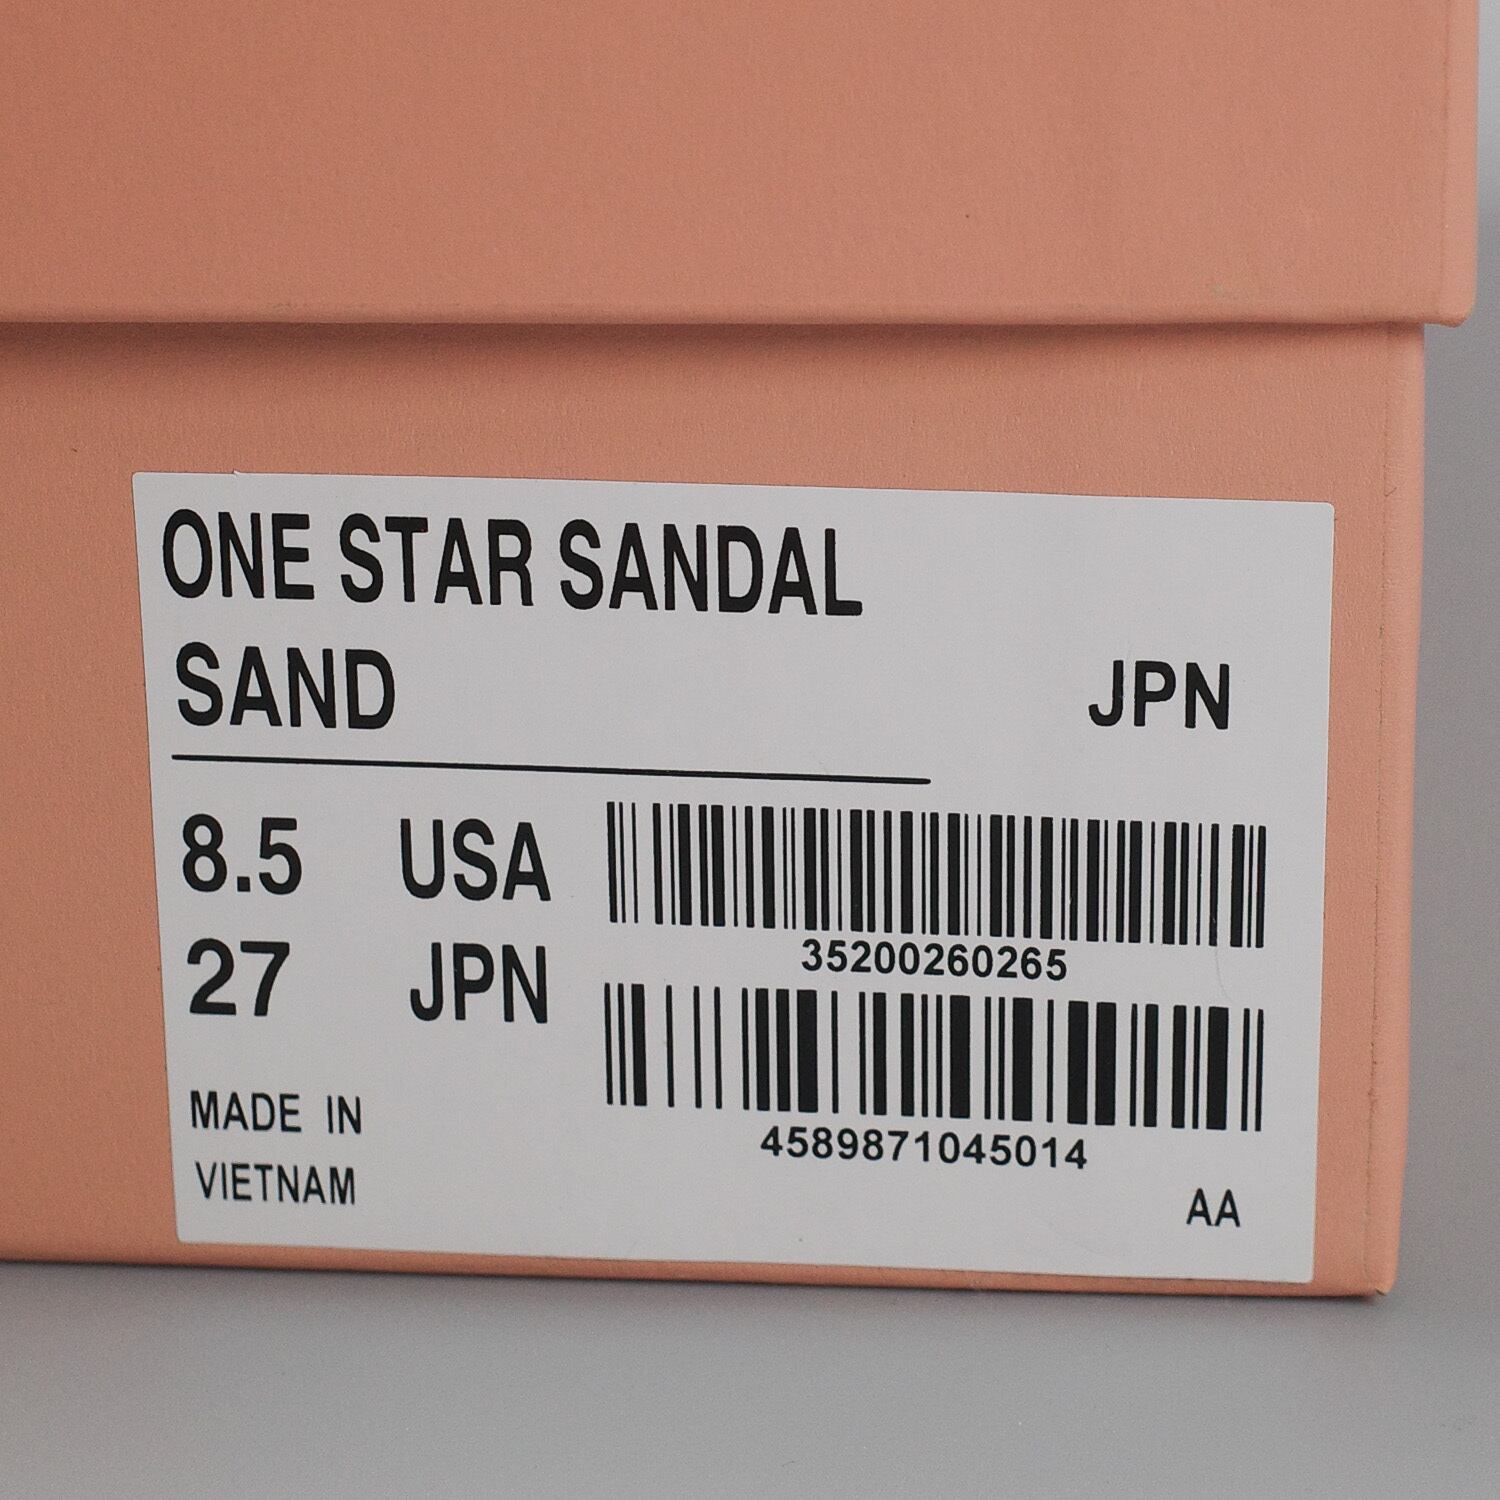 ONE STAR SANDAL
SAND JPN
8.5 USA
35200260265
27 JPN
4589871045014
MADE IN
VIETNAM
AA